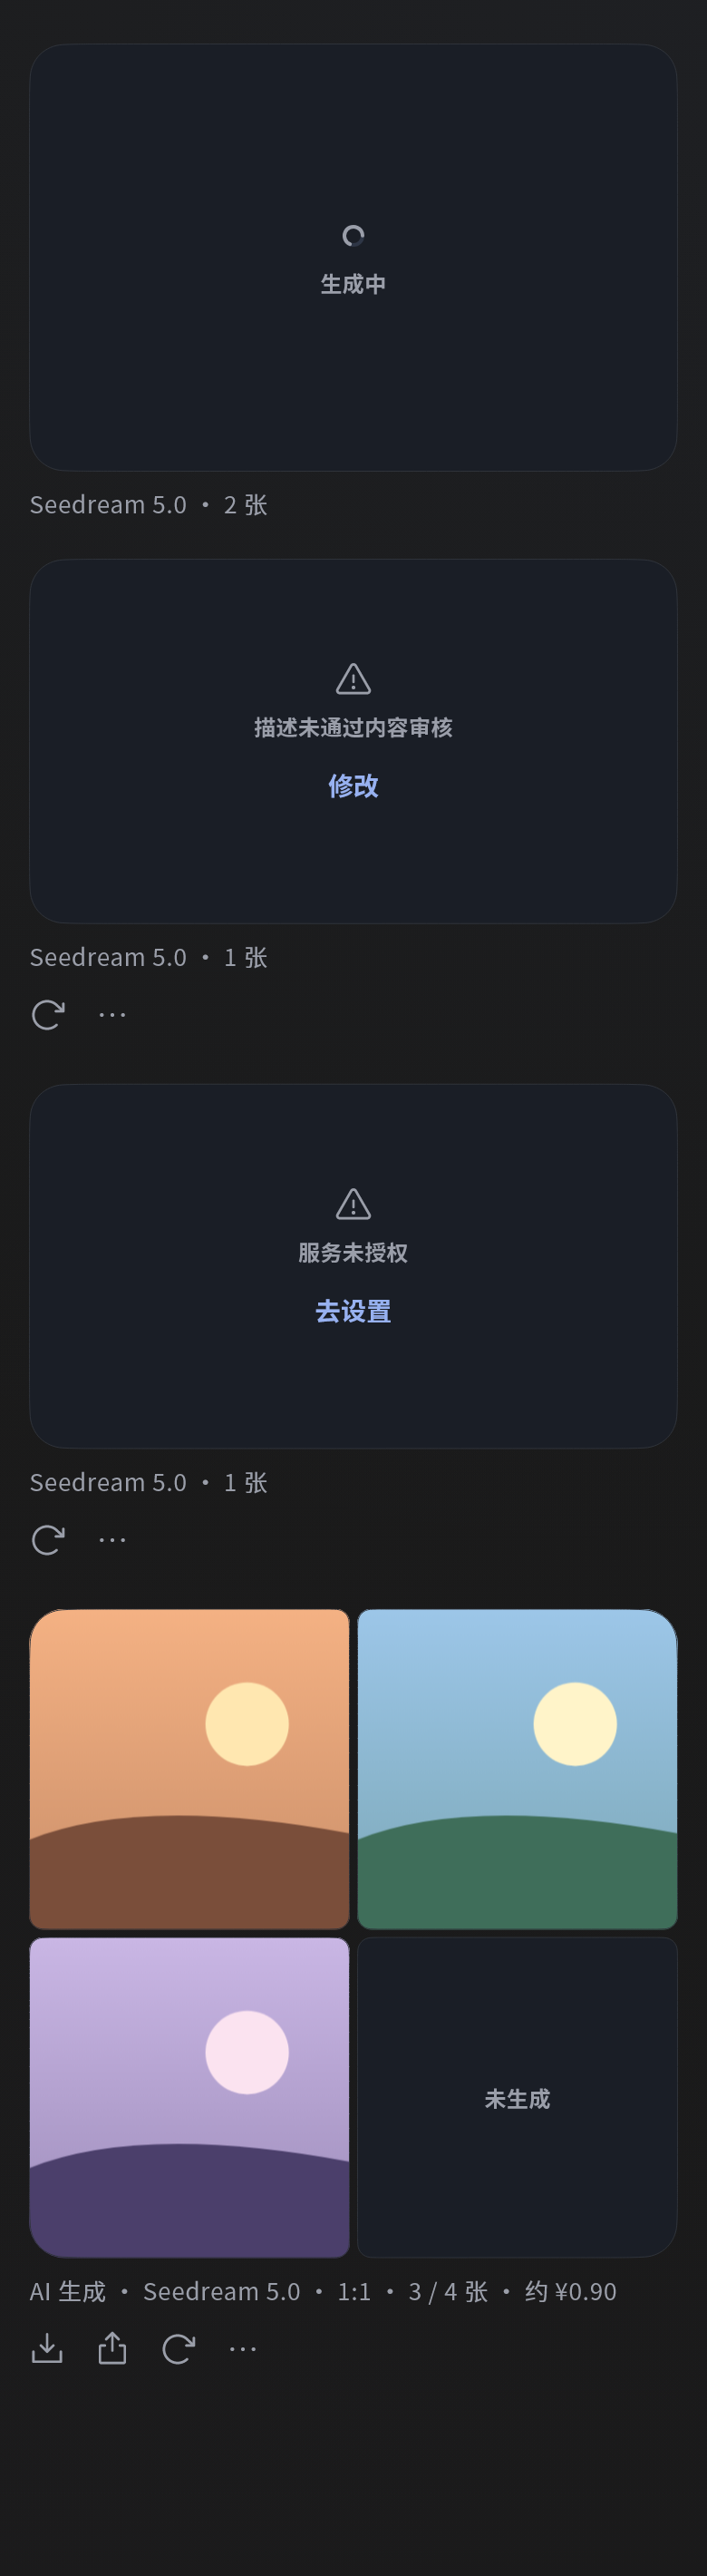 生成中
Seedream 5.0 • 2 张
描述未通过内容审核
修改
Seedream 5.0 • 1 张
服务未授权
去设置
Seedream 5.0 • 1 张
未生成
AI 生成 • Seedream 5.0 • 1:1 • 3 / 4 张 • 约 ¥0.90